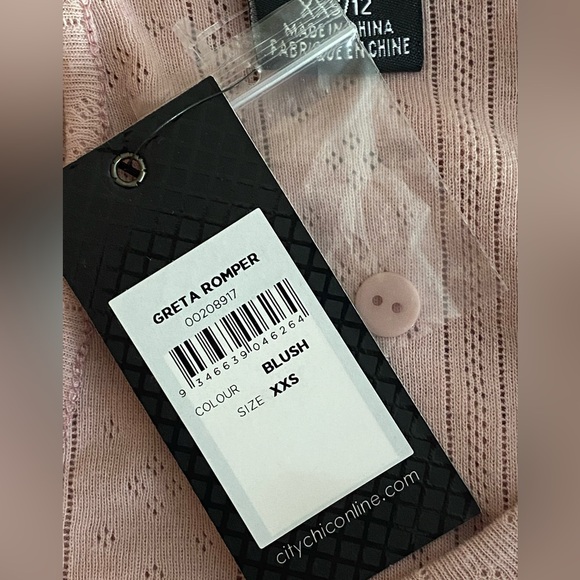 XXS/12
MADE IN CHINA
FABRIQUE EN CHINE
GRETA ROMPER
00208917
9 346639 046264
COLOUR BLUSH
SIZE XXS
citychiconline.com